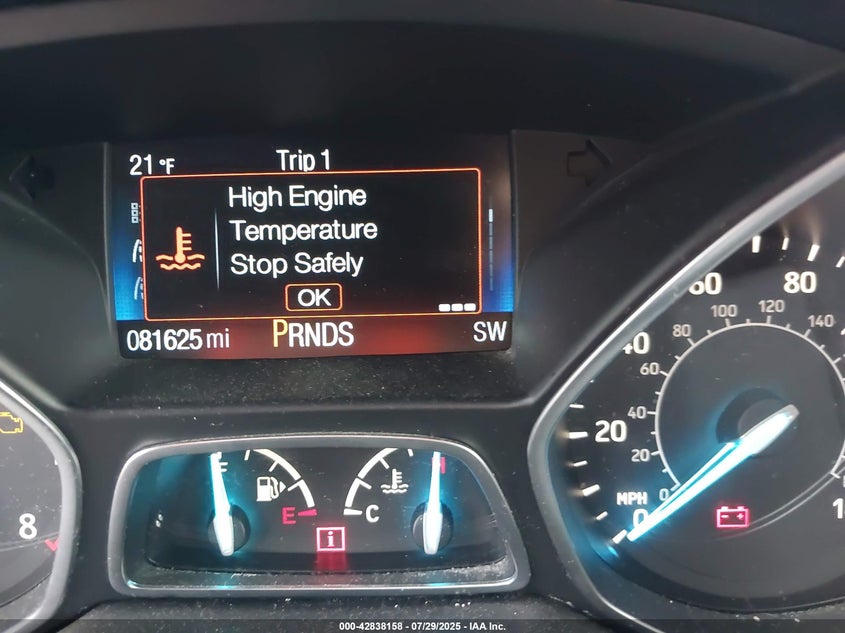 21 °F
Trip 1
High Engine
Temperature
Stop Safely
OK
081625 mi
PRNDS
SW
60
80
100
120
80
140
40
60
40
20
20
MPH
0
0
8
F
H
E
C
i
000-42838158 - 07/29/2025 - IAA Inc.